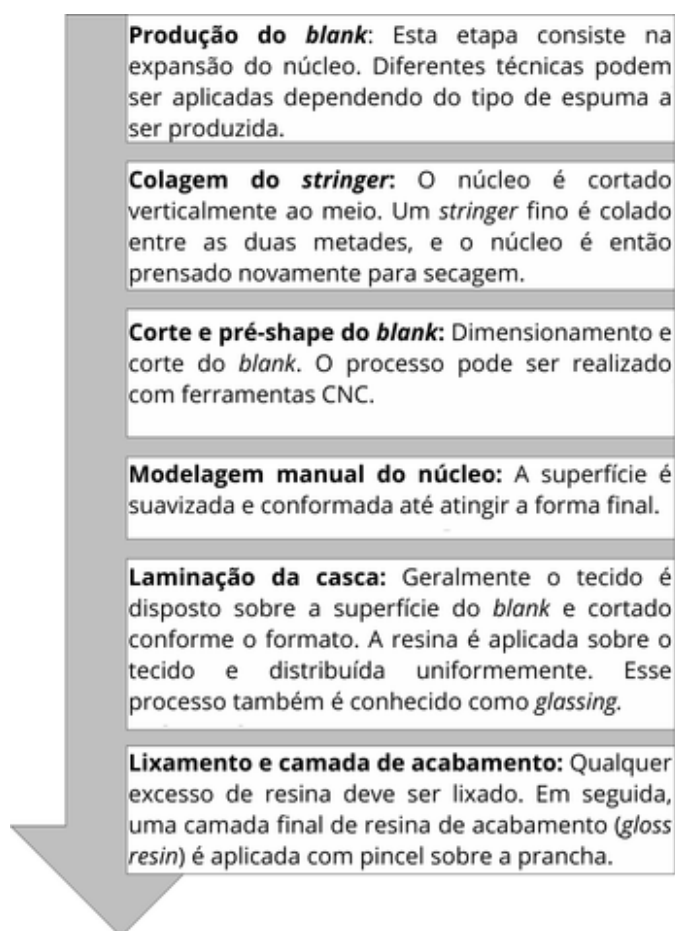 Produção do blank: Esta etapa consiste na
expansão do núcleo. Diferentes técnicas podem
ser aplicadas dependendo do tipo de espuma a
ser produzida.
Colagem do stringer: O núcleo é cortado
verticalmente ao meio. Um stringer fino é colado
entre as duas metades, e o núcleo é então
prensado novamente para secagem.
Corte e pré-shape do blank: Dimensionamento e
corte do blank. O processo pode ser realizado
com ferramentas CNC.
Modelagem manual do núcleo: A superfície é
suavizada e conformada até atingir a forma final.
Laminação da casca: Geralmente o tecido é
disposto sobre a superfície do blank e cortado
conforme o formato. A resina é aplicada sobre o
tecido e distribuída uniformemente. Esse
processo também é conhecido como glassing.
Lixamento e camada de acabamento: Qualquer
excesso de resina deve ser lixado. Em seguida,
uma camada final de resina de acabamento (gloss
resin) é aplicada com pincel sobre a prancha.